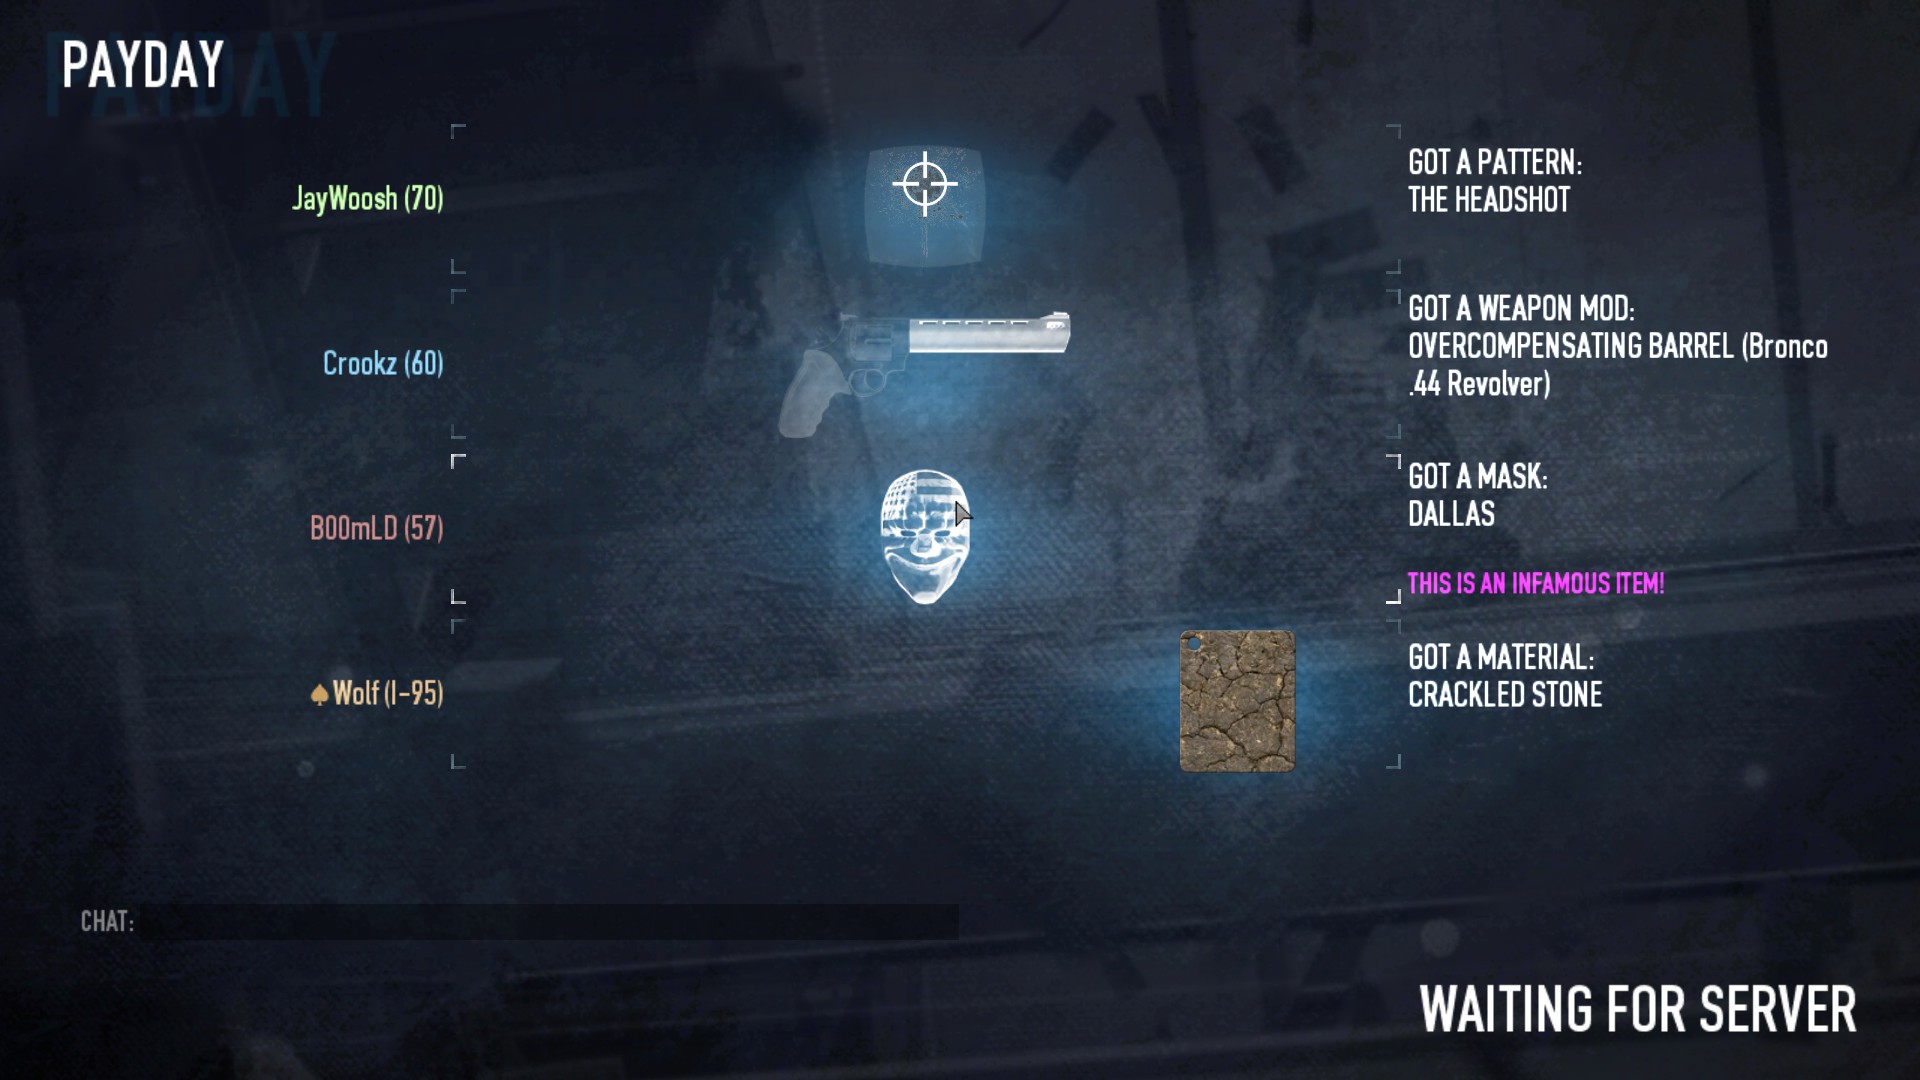 PAYDAY
JayWoosh (70)
GOT A PATTERN:
THE HEADSHOT
Crookz (60)
GOT A WEAPON MOD:
OVERCOMPENSATING BARREL (Bronco
.44 Revolver)
B00mLD (57)
GOT A MASK:
DALLAS
THIS IS AN INFAMOUS ITEM!
♠Wolf (I-95)
GOT A MATERIAL:
CRACKLED STONE
CHAT:
WAITING FOR SERVER